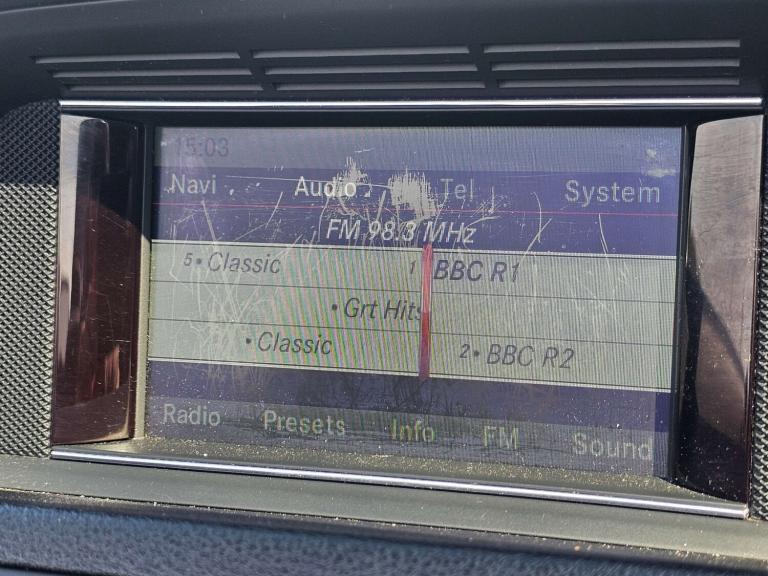 15:03
Navi Audio Tel System
FM 98.3 MHz
5• Classic 1 BBC R1
• Grt Hits
• Classic 2• BBC R2
Radio Presets Info FM Sound